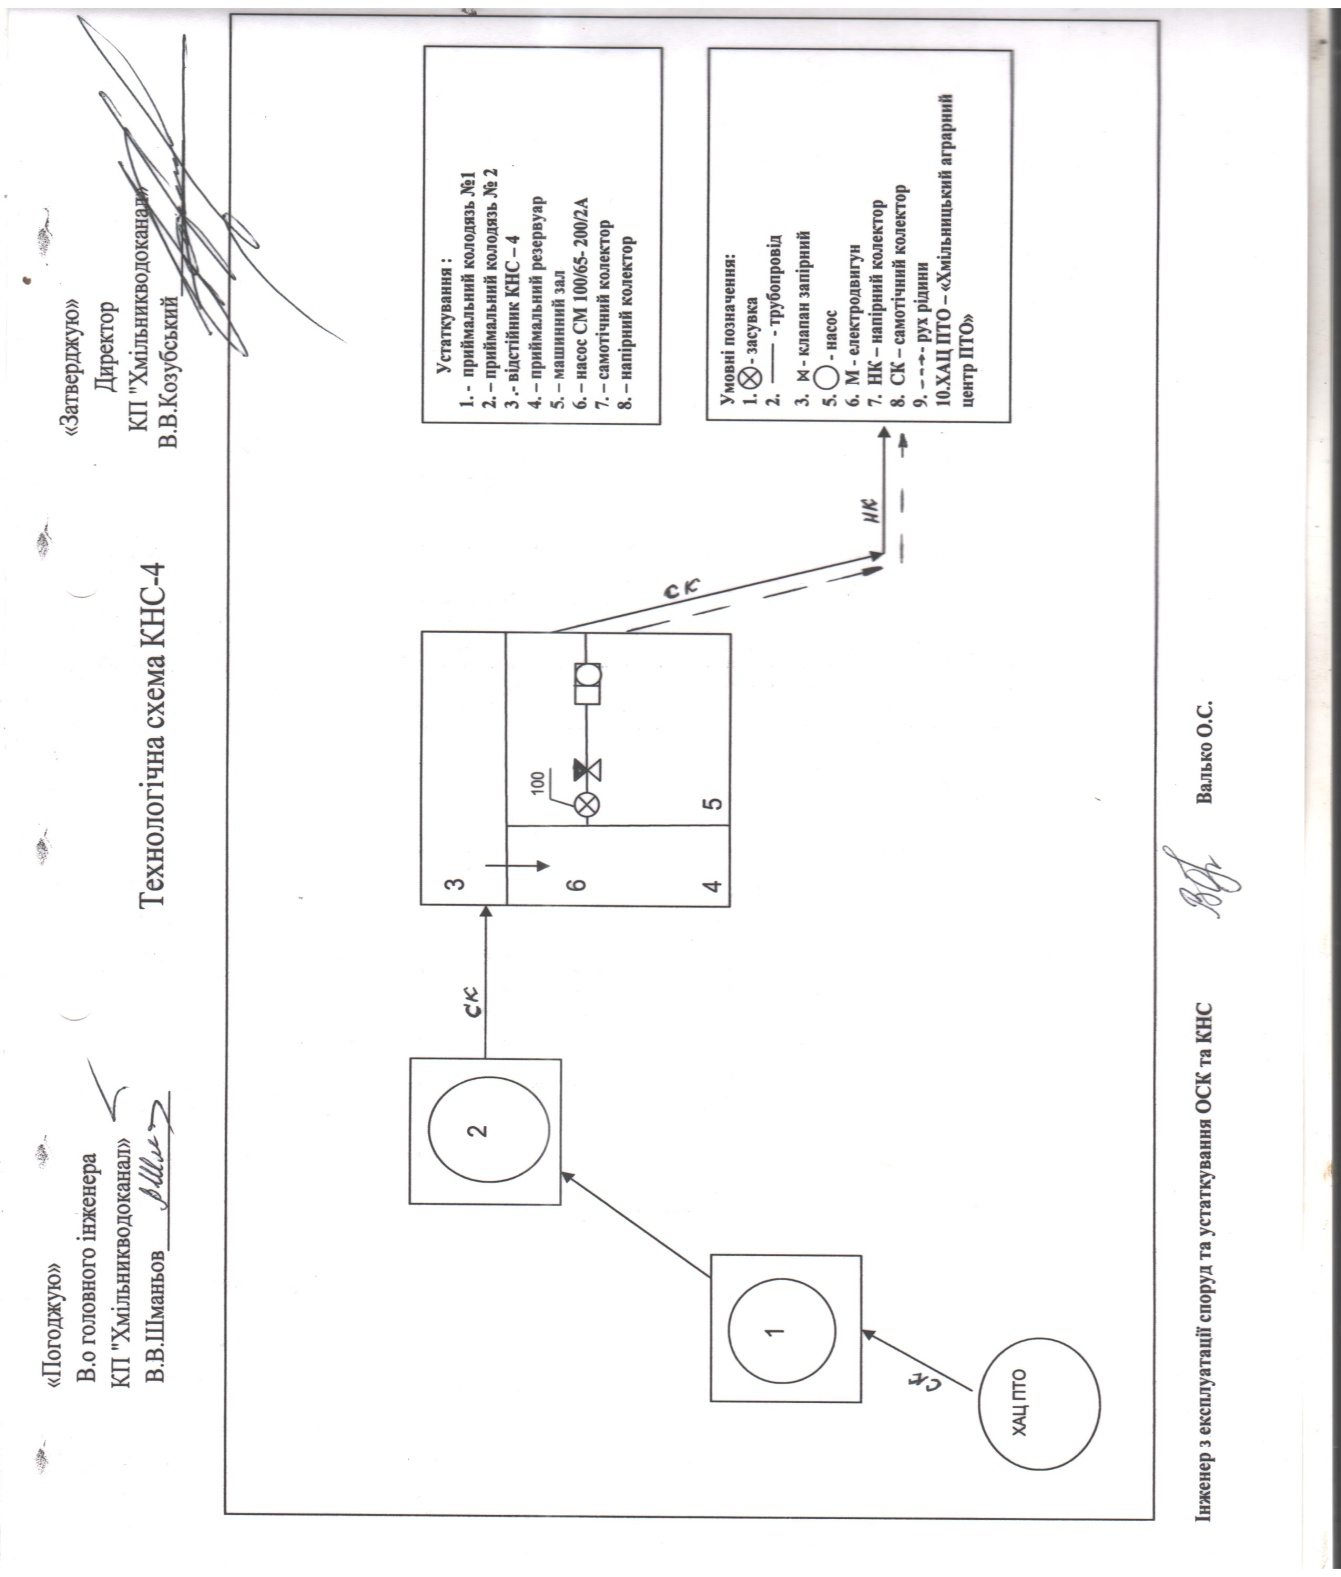 «Погоджую»
В.о головного інженера
КП "Хмільникводоканал»
В.В.Шманьов
«Затверджую»
Директор
КП "Хмільникводоканал»
В.В.Козубський
Технологічна схема КНС-4
Устаткування :
1. - приймальний колодязь №1
2. – приймальний колодязь № 2
3 .- відстійник КНС – 4
4. – приймальний резервуар
5. – машинний зал
6. – насос СМ 100/65- 200/2А
7. – самотічний колектор
8. – напірний колектор
Умовні позначення:
1. - засувка
2. - трубопровід
3. - клапан запірний
5. - насос
6. М - електродвигун
7. НК – напірний колектор
8. СК – самотічний колектор
9. - рух рідини
10.ХАЦ ПТО – «Хмільницький аграрний
центр ПТО»
2
СК
3
6
4
5
100
СК
НК
1
СК
ХАЦ ПТО
Інженер з експлуатації споруд та устаткування ОСК та КНС
Валько О.С.